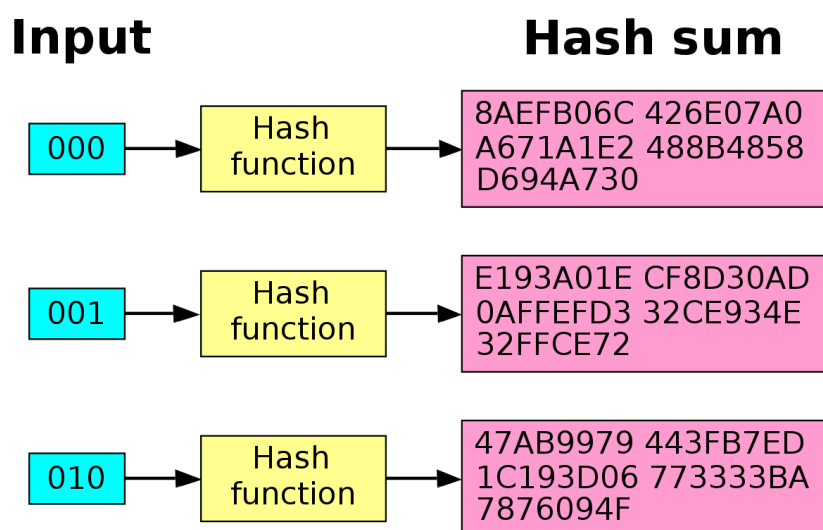 Input Hash sum
000 Hash function 8AEFB06C 426E07A0
A671A1E2 488B4858
D694A730
001 Hash function E193A01E CF8D30AD
0AFFEFD3 32CE934E
32FFCE72
010 Hash function 47AB9979 443FB7ED
1C193D06 773333BA
7876094F